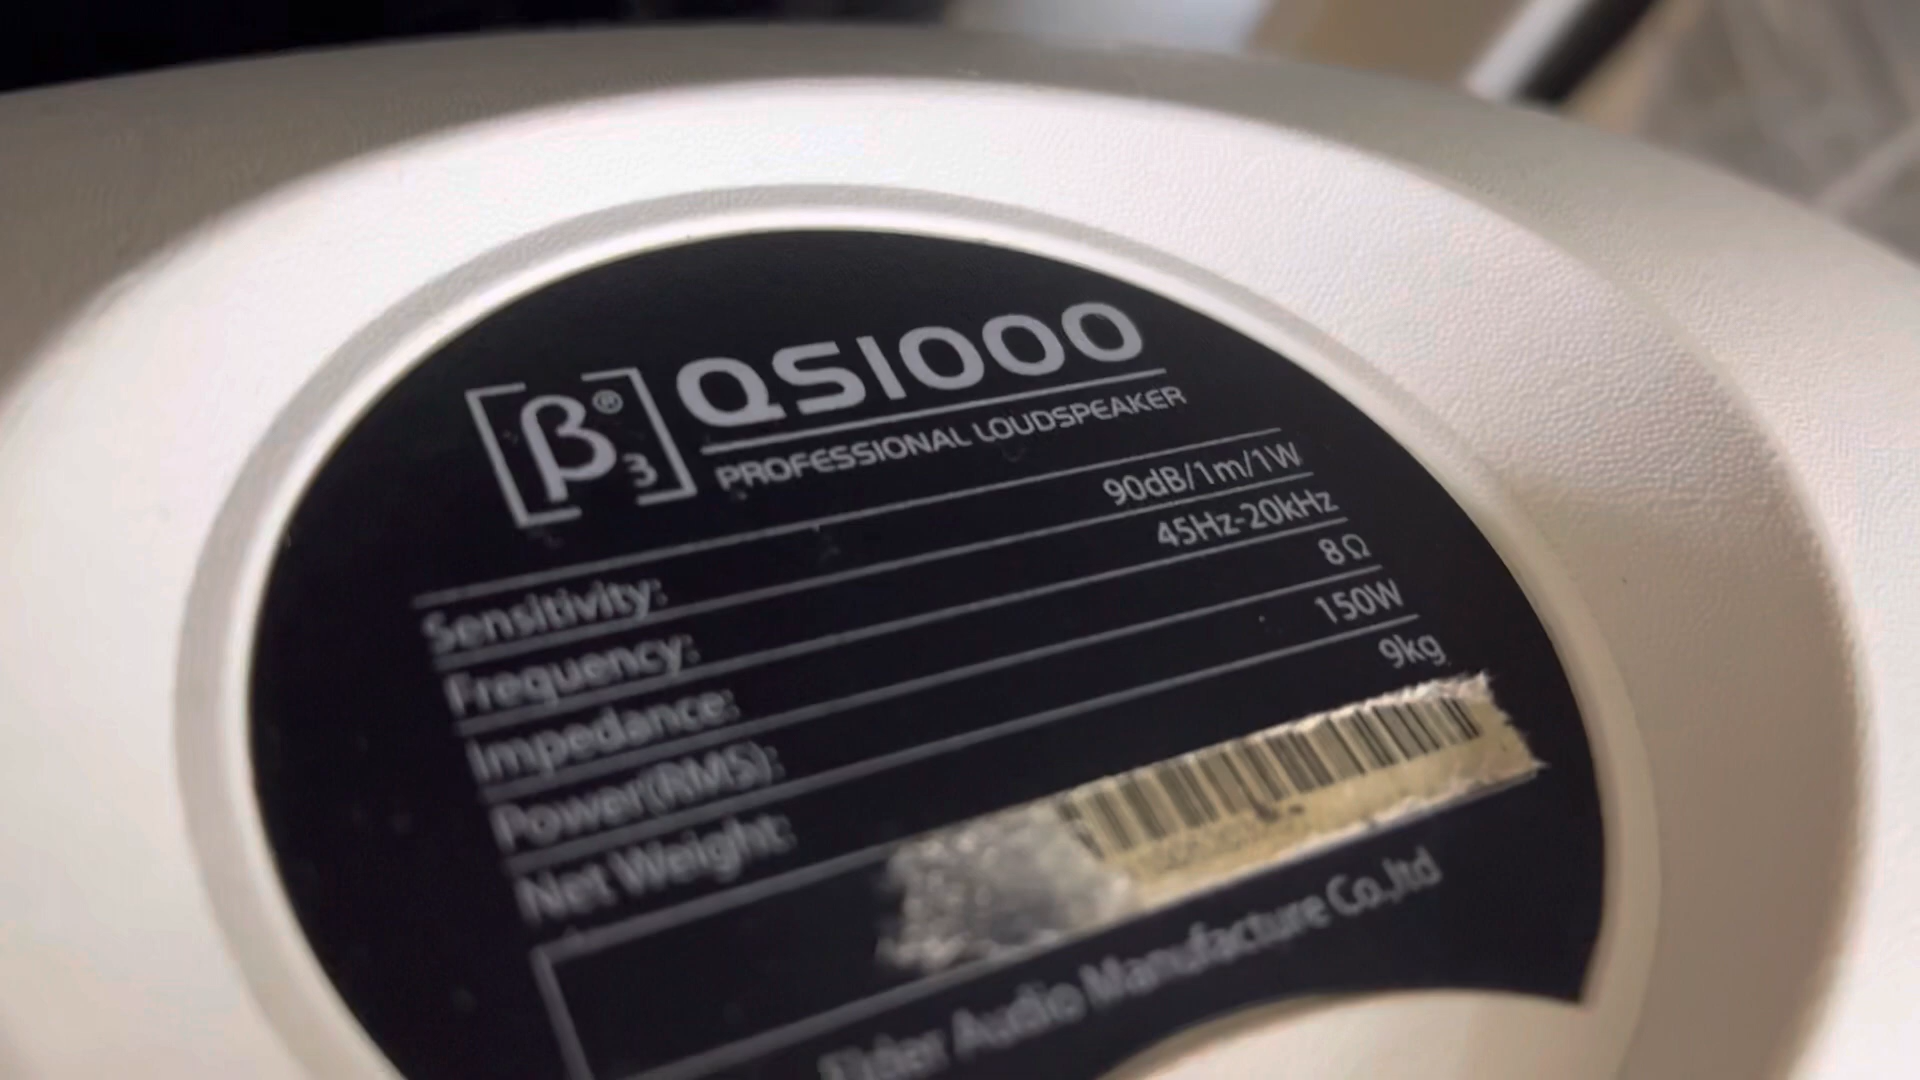 β®3 QS1000
PROFESSIONAL LOUDSPEAKER
Sensitivity: 90dB/1m/1W
Frequency: 45Hz-20kHz
Impedance: 8Ω
Power(RMS): 150W
Net Weight: 9kg
Audio Manufacture Co.,ltd